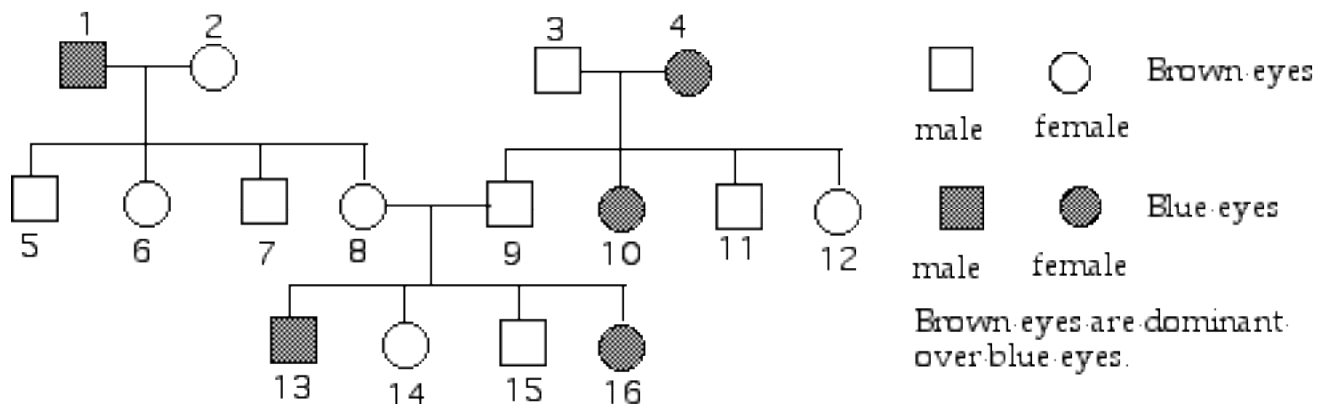 1
2
3
4
Brown eyes
male female
5
6
7
8
9
10
11
12
Blue eyes
male female
Brown eyes are dominant
over blue eyes.
13
14
15
16